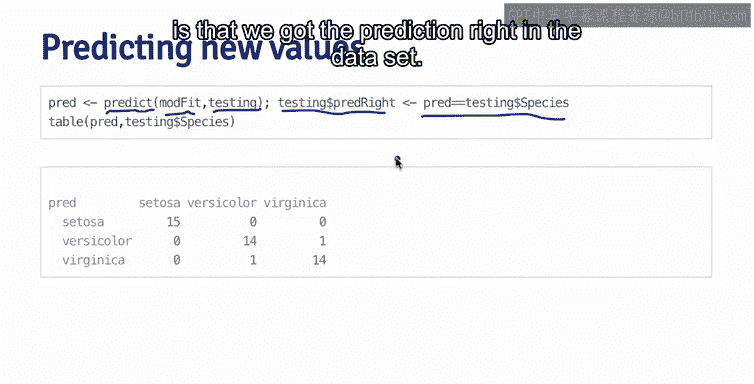 is that we got the prediction right in the
data set.
Predicting new values
pred <- predict(modFit,testing); testing$predRight <- pred==testing$Species
table(pred,testing$Species)
pred setosa versicolor virginica
setosa 15 0 0
versicolor 0 14 1
virginica 0 1 14